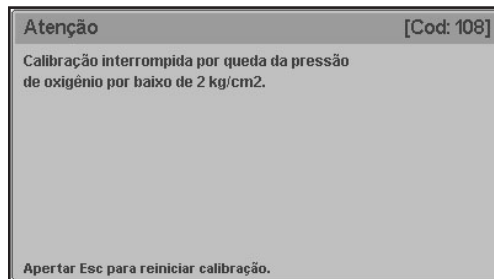 Atenção [Cod: 108]
Calibração interrompida por queda da pressão
de oxigênio por baixo de 2 kg/cm2.
Apertar Esc para reiniciar calibração.